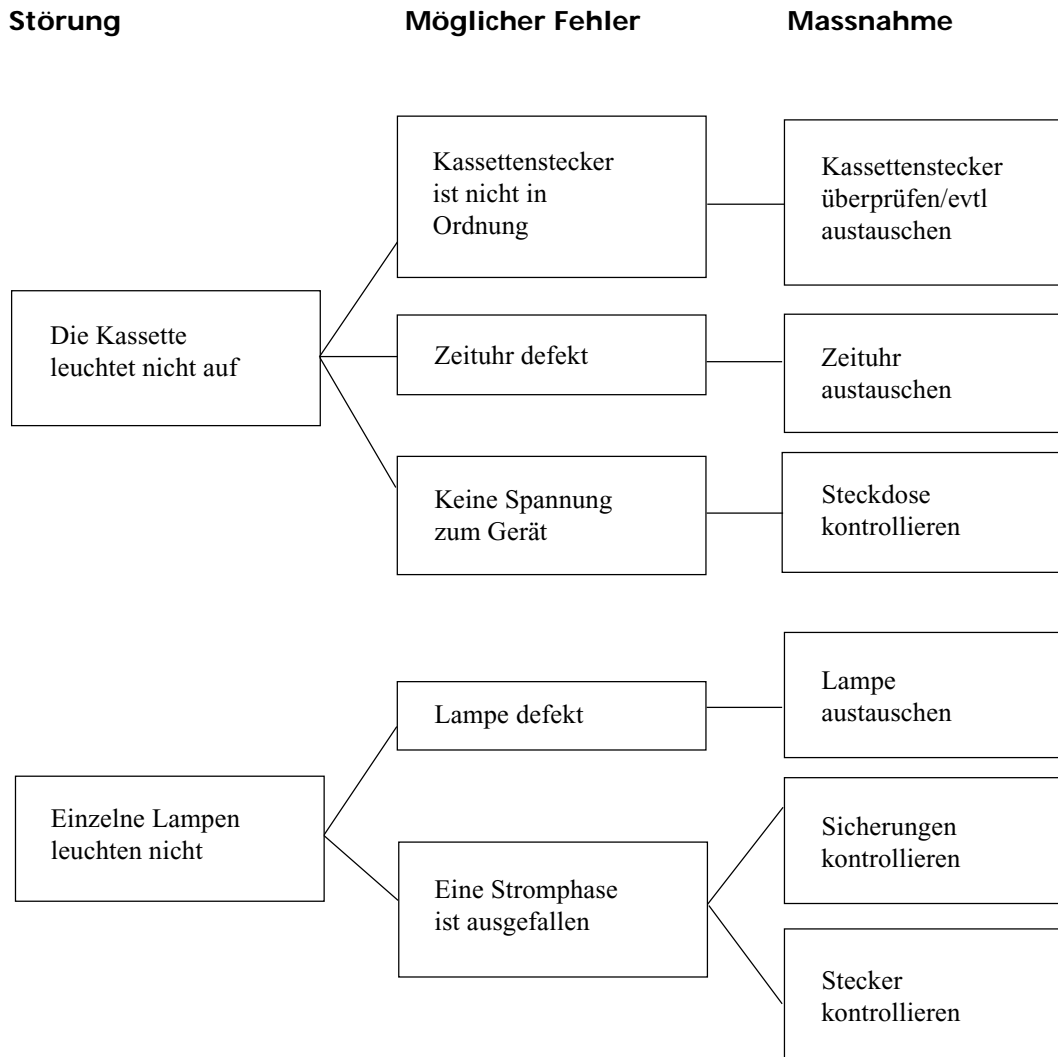 Störung
Möglicher Fehler
Massnahme
Kassettenstecker
ist nicht in
Ordnung
Kassettenstecker
überprüfen/evtl
austauschen
Die Kassette
leuchtet nicht auf
Zeituhr defekt
Zeituhr
austauschen
Keine Spannung
zum Gerät
Steckdose
kontrollieren
Lampe defekt
Lampe
austauschen
Einzelne Lampen
leuchten nicht
Eine Stromphase
ist ausgefallen
Sicherungen
kontrollieren
Stecker
kontrollieren